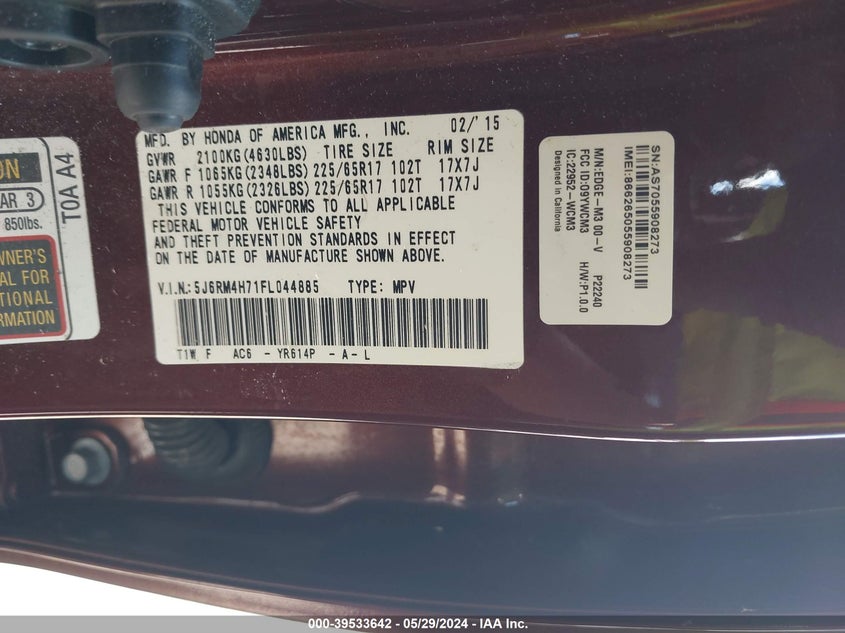 ON
AR 3
850lbs.
WNER'S
AL FOR
TIONAL
ORMATION
T0A A4
MFD. BY HONDA OF AMERICA MFG., INC. 02/'15
GVWR 2100KG(4630LBS) TIRE SIZE RIM SIZE
GAWR F 1065KG(2348LBS) 225/65R17 102T 17X7J
GAWR R 1055KG(2326LBS) 225/65R17 102T 17X7J
THIS VEHICLE CONFORMS TO ALL APPLICABLE
FEDERAL MOTOR VEHICLE SAFETY
AND THEFT PREVENTION STANDARDS IN EFFECT
ON THE DATE OF MANUFACTURE SHOWN ABOVE.
V.I.N.:5J6RM4H71FL044885 TYPE: MPV
T1W F AC6 - YR614P - A - L
SN:AS7055908273
IMEI:866265055908273
M/N:EDGE-M3 00-V P22240
FCC ID:09YWCM3 H/W:P1.0.0
IC:22952-WCM3
Designed in California
000-39533642 - 05/29/2024 - IAA Inc.